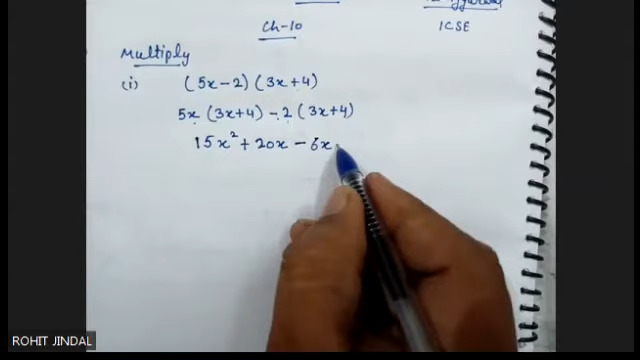 Ch-10
ICSE
Multiply
(i) (5x-2) (3x+4)
5x (3x+4) - 2 (3x+4)
15x² + 20x - 6x
ROHIT JINDAL